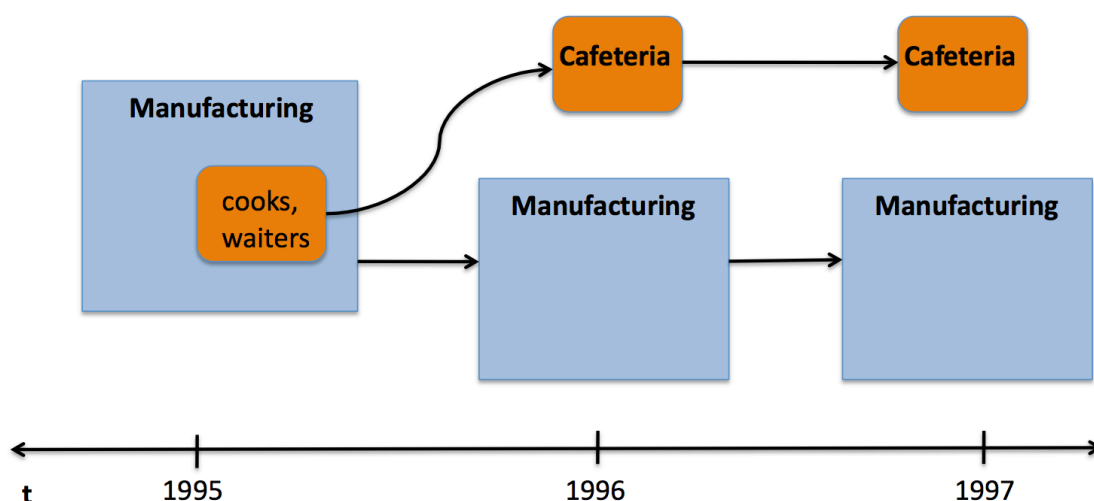 Cafeteria
Cafeteria
Manufacturing
cooks,
waiters
Manufacturing
Manufacturing
t
1995
1996
1997